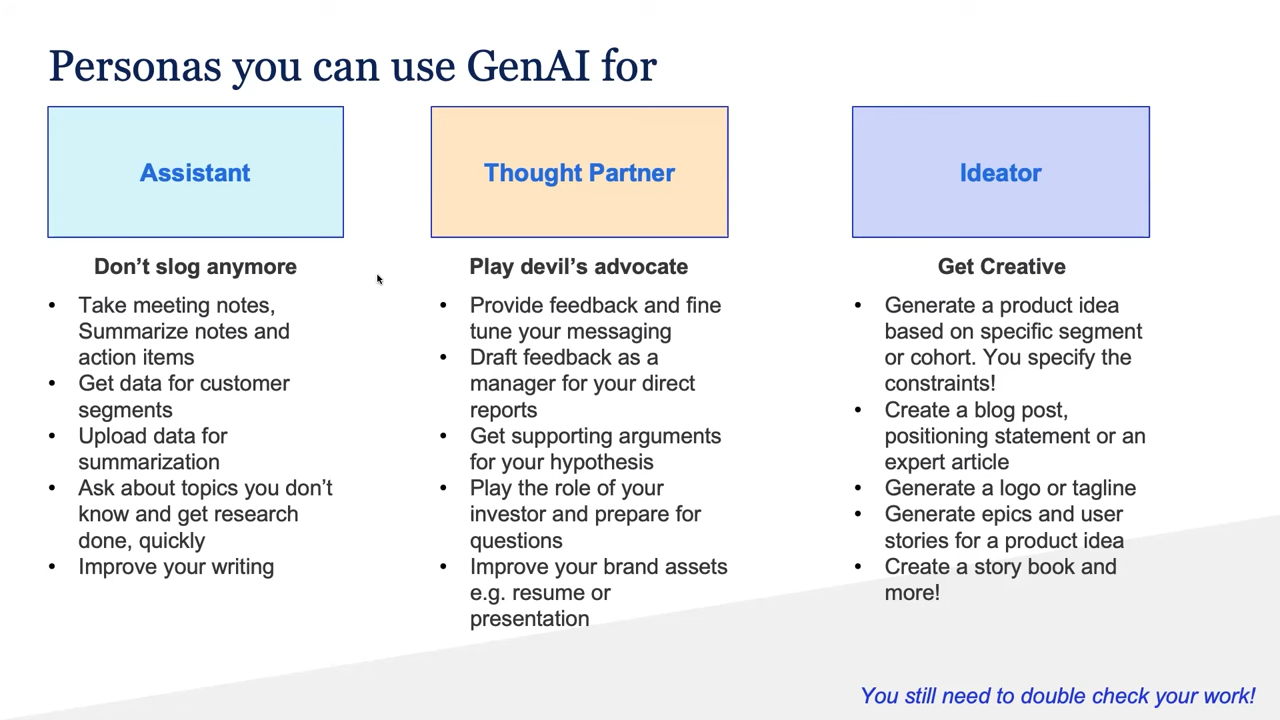 Personas you can use GenAI for
Assistant
Don’t slog anymore
• Take meeting notes,
Summarize notes and
action items
• Get data for customer
segments
• Upload data for
summarization
• Ask about topics you don’t
know and get research
done, quickly
• Improve your writing
Thought Partner
Play devil’s advocate
• Provide feedback and fine
tune your messaging
• Draft feedback as a
manager for your direct
reports
• Get supporting arguments
for your hypothesis
• Play the role of your
investor and prepare for
questions
• Improve your brand assets
e.g. resume or
presentation
Ideator
Get Creative
• Generate a product idea
based on specific segment
or cohort. You specify the
constraints!
• Create a blog post,
positioning statement or an
expert article
• Generate a logo or tagline
• Generate epics and user
stories for a product idea
• Create a story book and
more!
You still need to double check your work!